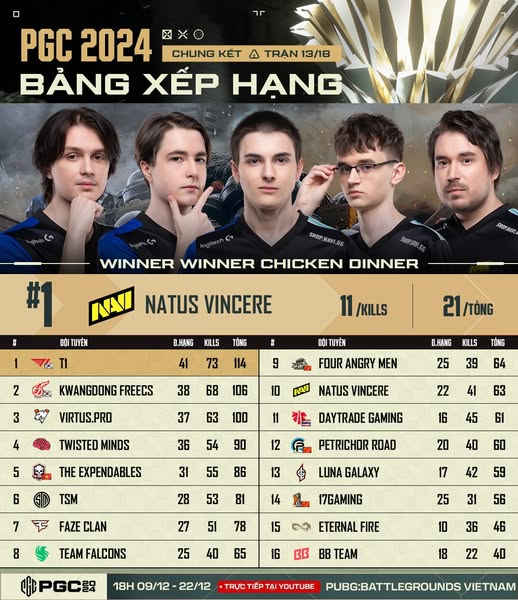 PGC 2024
CHUNG KẾT TRẬN 13/18
BẢNG XẾP HẠNG
WINNER WINNER CHICKEN DINNER
#1 NAVI NATUS VINCERE 11/KILLS 21/TỔNG
# ĐỘI TUYỂN Đ.HẠNG KILLS TỔNG
1 T1 41 73 114
2 KWANGDONG FREECS 38 68 106
3 VIRTUS.PRO 37 63 100
4 TWISTED MINDS 36 54 90
5 THE EXPENDABLES 31 55 86
6 TSM 28 53 81
7 FAZE CLAN 27 51 78
8 TEAM FALCONS 25 40 65
# ĐỘI TUYỂN Đ.HẠNG KILLS TỔNG
9 FOUR ANGRY MEN 25 39 64
10 NATUS VINCERE 22 41 63
11 DAYTRADE GAMING 16 45 61
12 PETRICHOR ROAD 20 40 60
13 LUNA GALAXY 17 42 59
14 17GAMING 25 31 56
15 ETERNAL FIRE 10 36 46
16 BB TEAM 18 22 40
PGC 2024 18H 09/12 - 22/12 • TRỰC TIẾP TẠI YOUTUBE PUBG:BATTLEGROUNDS VIETNAM